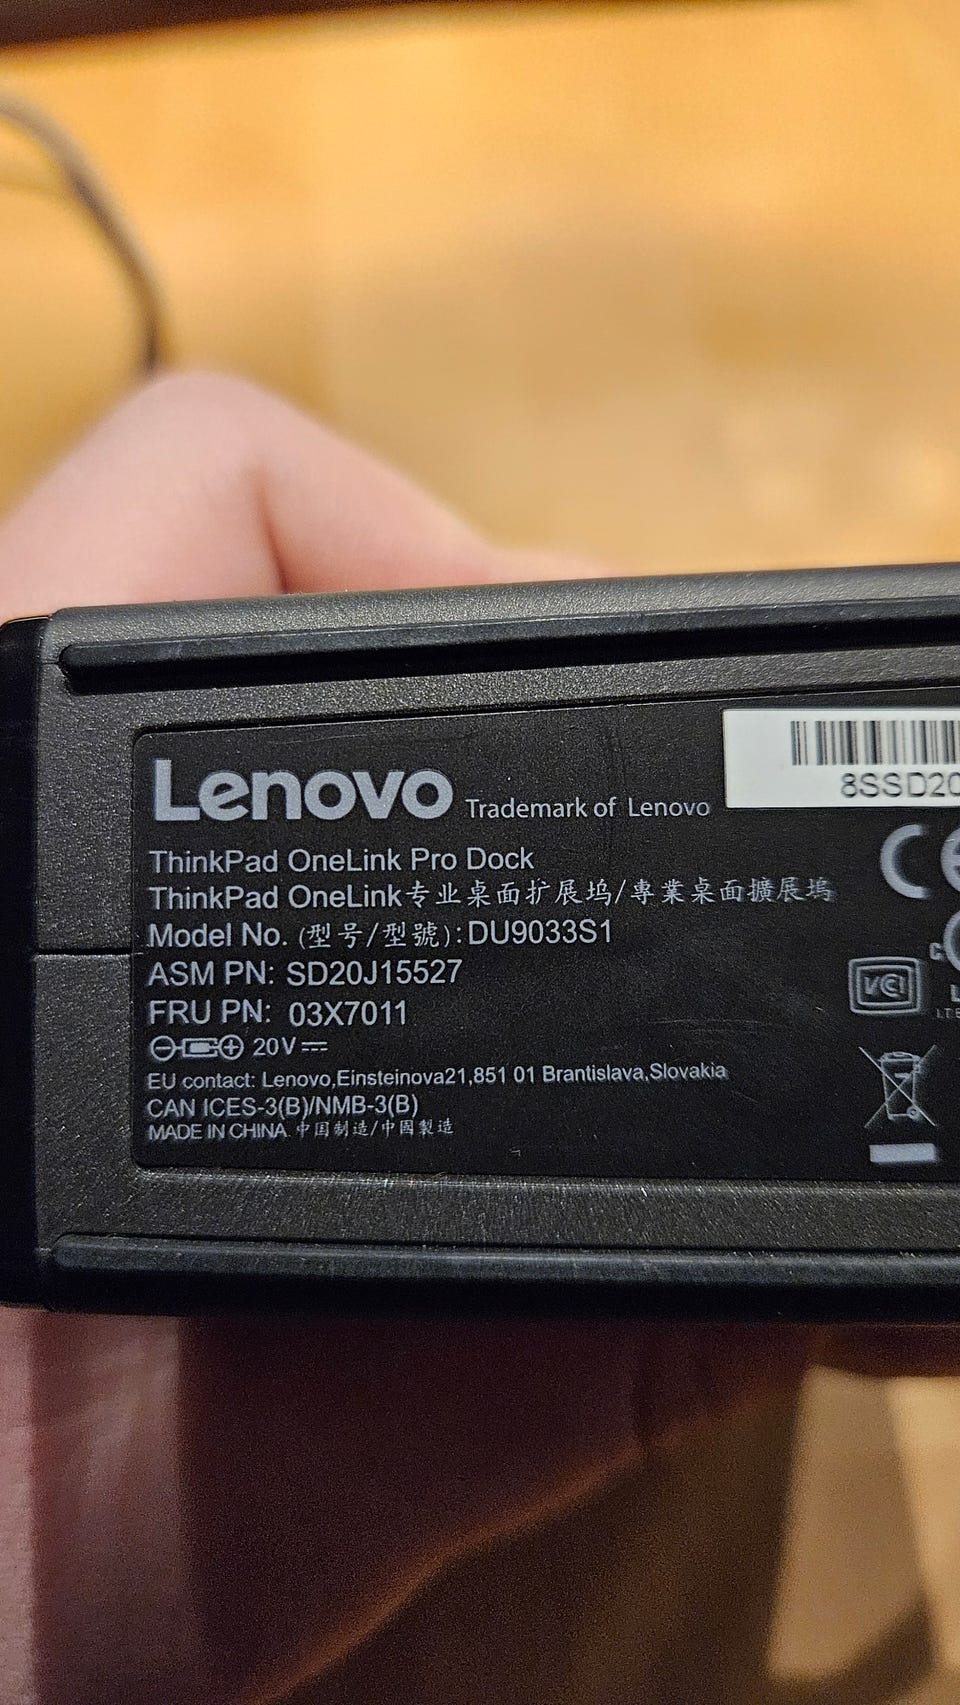 Lenovo Trademark of Lenovo
8SSD20
ThinkPad OneLink Pro Dock
ThinkPad OneLink专业桌面扩展坞/專業桌面擴展塢
Model No. (型号/型號):DU9033S1
ASM PN: SD20J15527
FRU PN: 03X7011
20V
EU contact: Lenovo,Einsteinova21,851 01 Brantislava,Slovakia
CAN ICES-3(B)/NMB-3(B)
MADE IN CHINA 中国制造/中國製造
CE
VCI